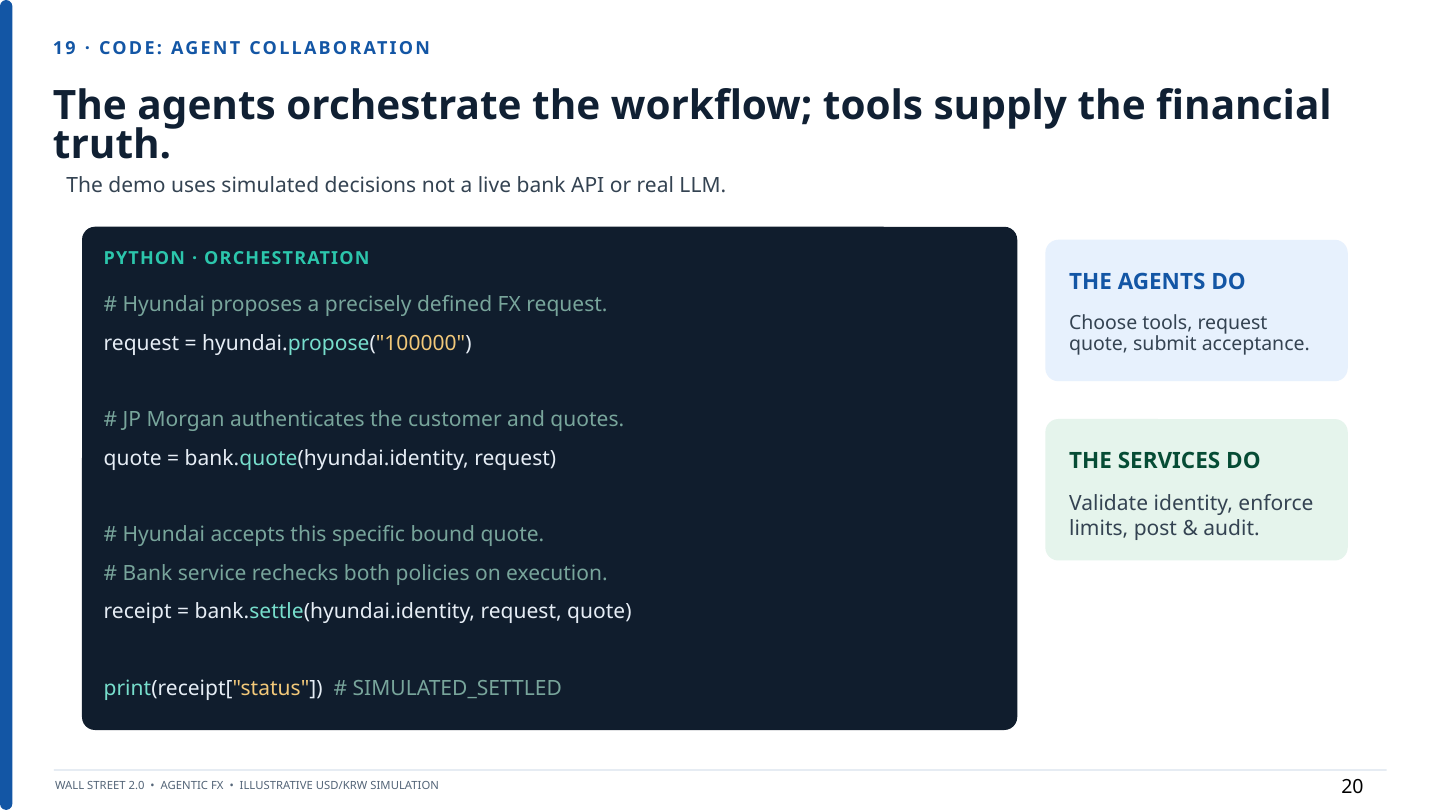 19 · CODE: AGENT COLLABORATION
The agents orchestrate the workflow; tools supply the financial
truth.
The demo uses simulated decisions not a live bank API or real LLM.
PYTHON · ORCHESTRATION
# Hyundai proposes a precisely defined FX request.
request = hyundai.propose("100000")
# JP Morgan authenticates the customer and quotes.
quote = bank.quote(hyundai.identity, request)
# Hyundai accepts this specific bound quote.
# Bank service rechecks both policies on execution.
receipt = bank.settle(hyundai.identity, request, quote)
print(receipt["status"])  # SIMULATED_SETTLED
THE AGENTS DO
Choose tools, request
quote, submit acceptance.
THE SERVICES DO
Validate identity, enforce
limits, post & audit.
WALL STREET 2.0 • AGENTIC FX • ILLUSTRATIVE USD/KRW SIMULATION
20